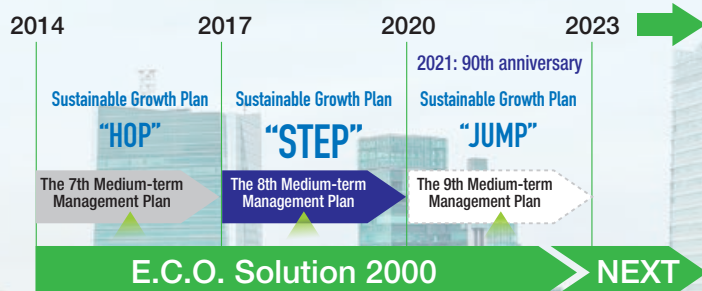 2014 2017 2020 2023
2021: 90th anniversary
Sustainable Growth Plan
“HOP”
Sustainable Growth Plan
“STEP”
Sustainable Growth Plan
“JUMP”
The 7th Medium-term
Management Plan
The 8th Medium-term
Management Plan
The 9th Medium-term
Management Plan
E.C.O. Solution 2000
NEXT